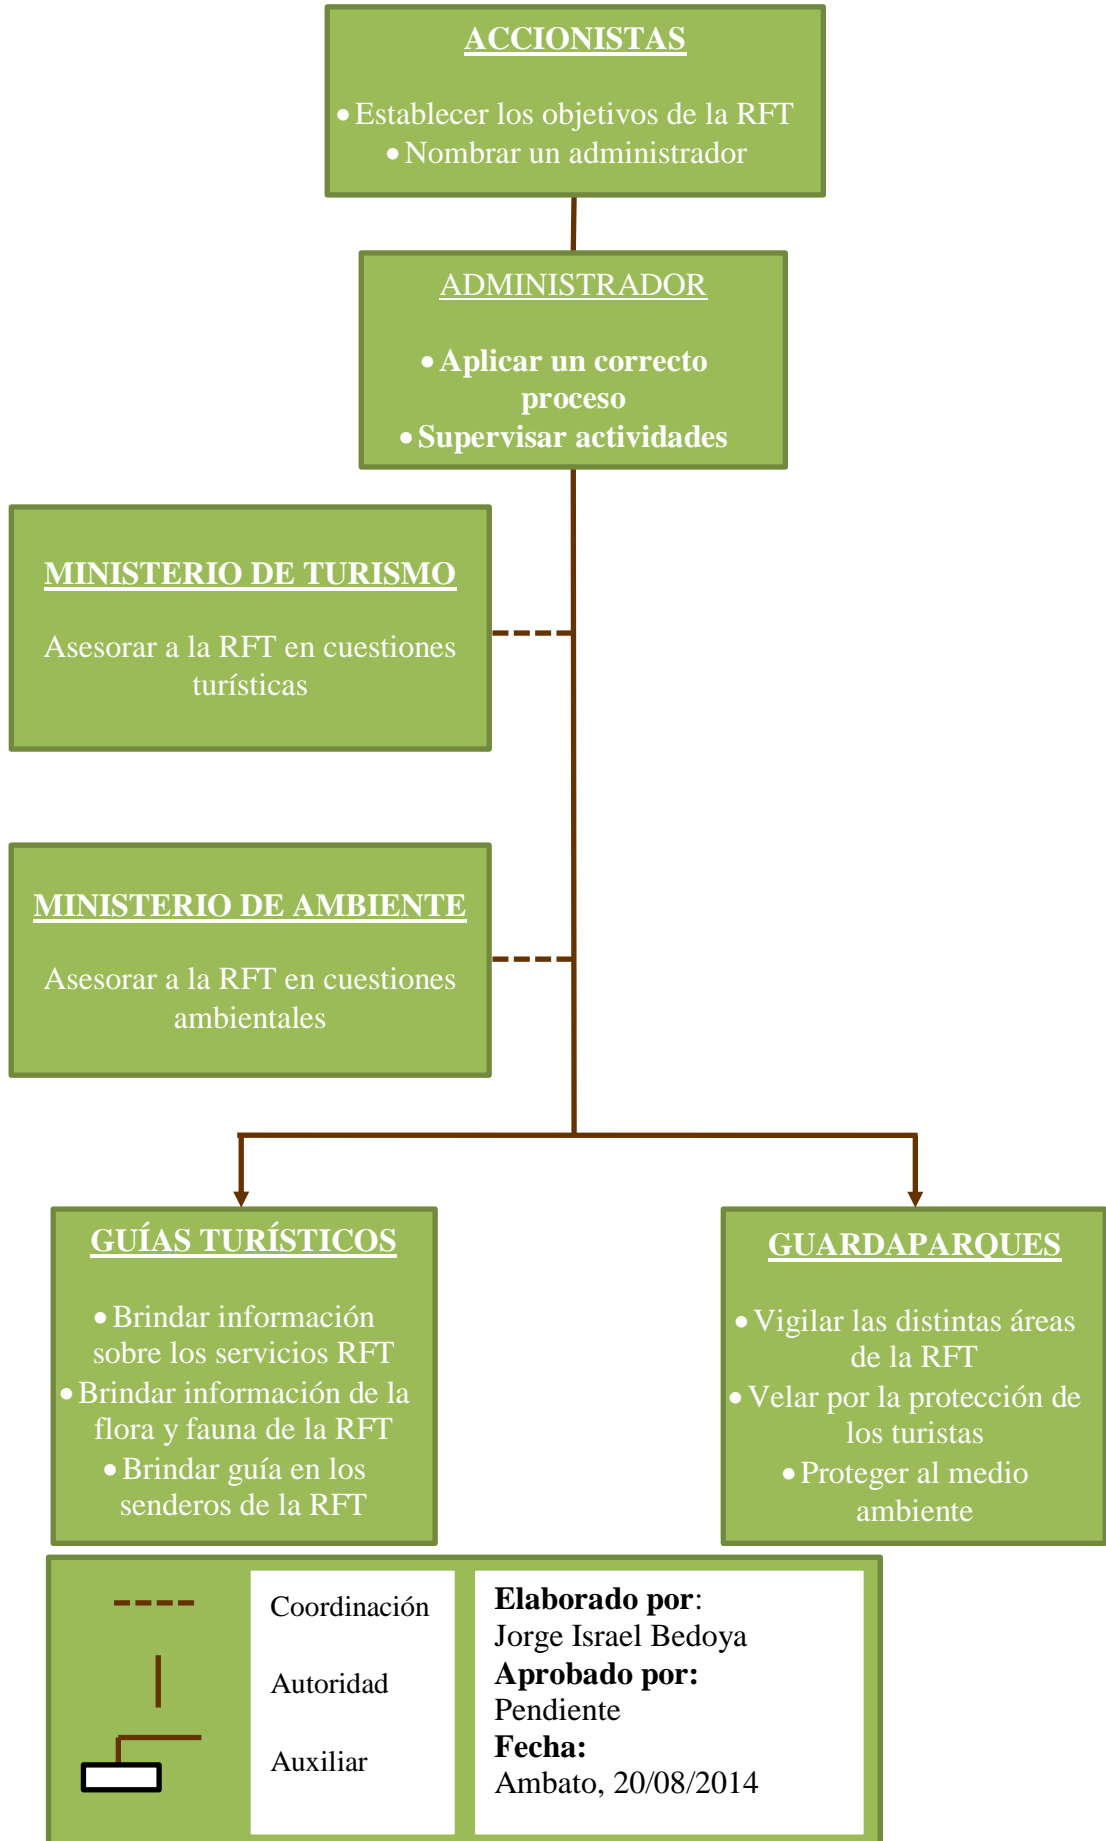 ACCIONISTAS
• Establecer los objetivos de la RFT
• Nombrar un administrador
ADMINISTRADOR
• Aplicar un correcto
proceso
• Supervisar actividades
MINISTERIO DE TURISMO
Asesorar a la RFT en cuestiones
turísticas
MINISTERIO DE AMBIENTE
Asesorar a la RFT en cuestiones
ambientales
GUÍAS TURÍSTICOS
• Brindar información
sobre los servicios RFT
• Brindar información de la
flora y fauna de la RFT
• Brindar guía en los
senderos de la RFT
GUARDAPARQUES
• Vigilar las distintas áreas
de la RFT
• Velar por la protección de
los turistas
• Proteger al medio
ambiente
Coordinación
Autoridad
Auxiliar
Elaborado por:
Jorge Israel Bedoya
Aprobado por:
Pendiente
Fecha:
Ambato, 20/08/2014